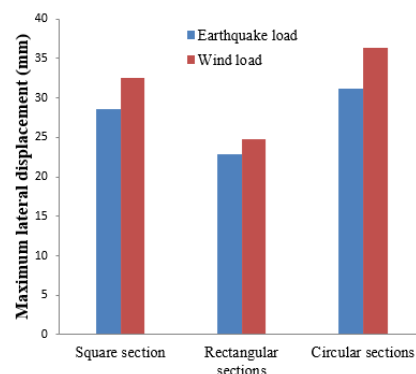 Maximum lateral displacement (mm)
40
35
30
25
20
15
10
5
0
Earthquake load
Wind load
Square section
Rectangular
sections
Circular sections